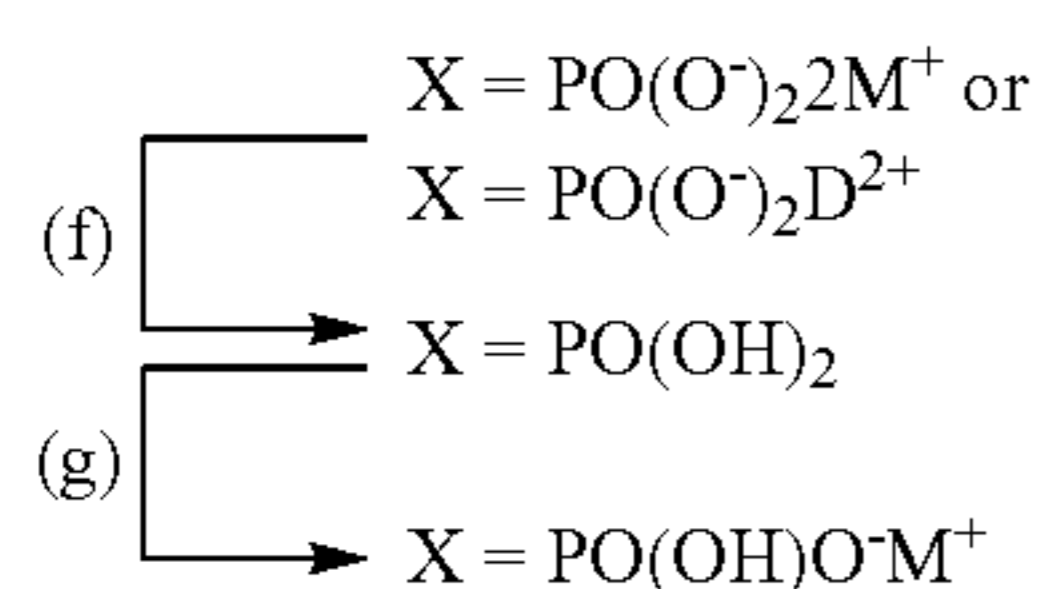 X = PO(O⁻)₂2M⁺ or
X = PO(O⁻)₂D²⁺
(f)
X = PO(OH)₂
(g)
X = PO(OH)O⁻M⁺